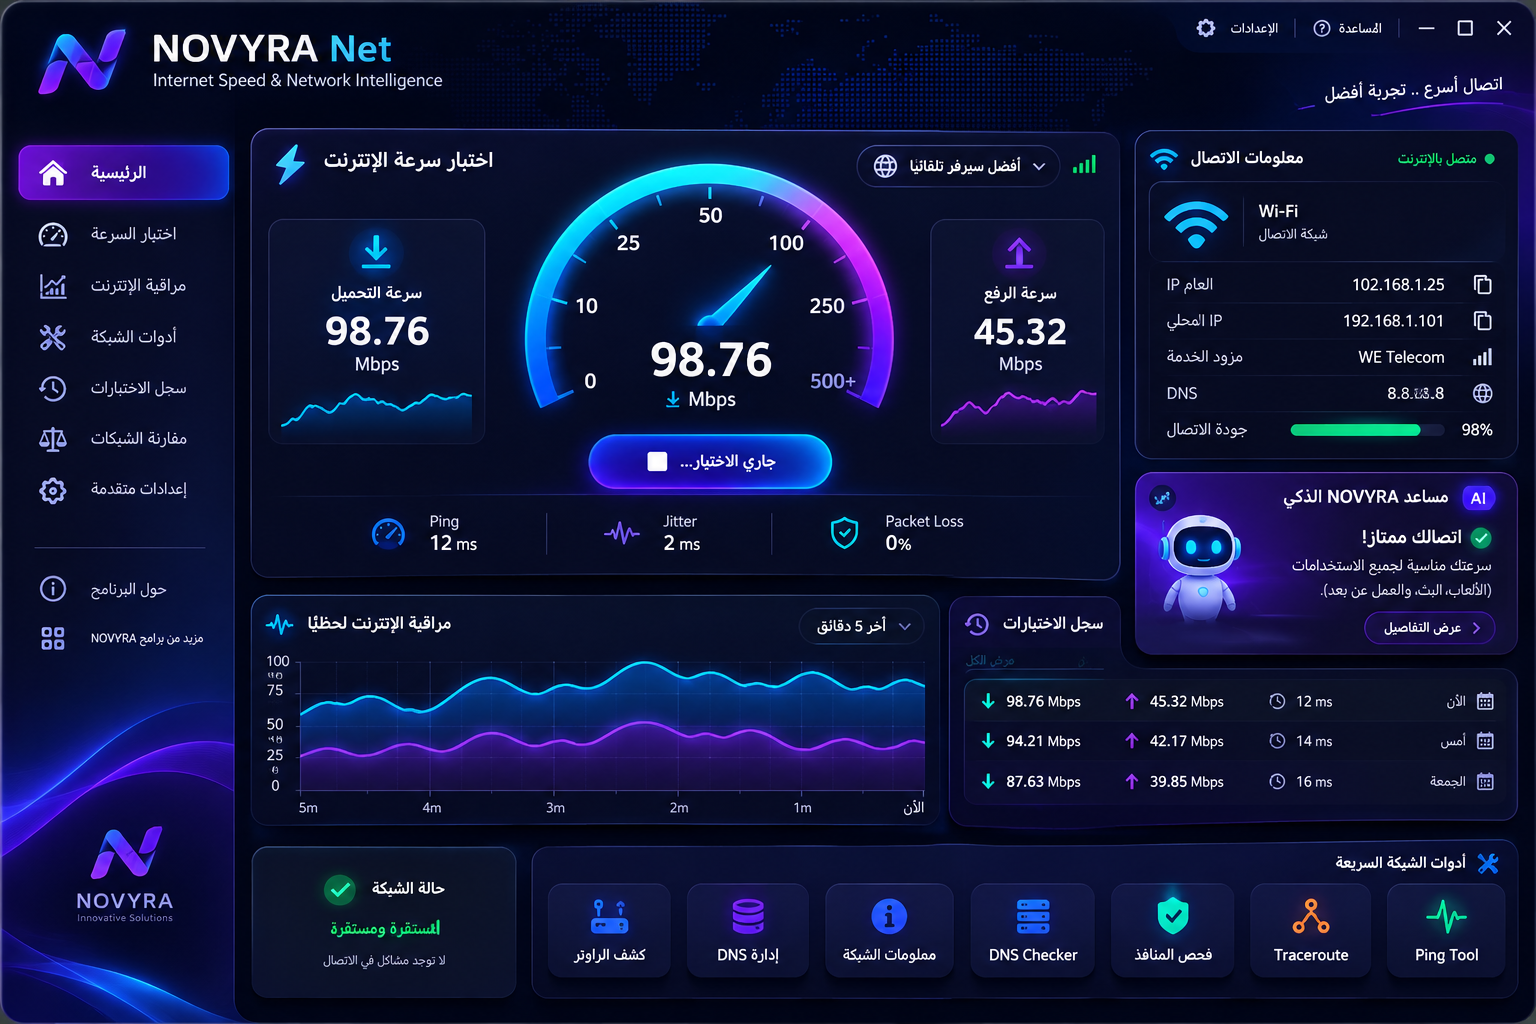 NOVYRA Net
Internet Speed & Network Intelligence
الإعدادات
المساعدة
اتصال أسرع .. تجربة أفضل
الرئيسية
اختبار السرعة
مراقبة الإنترنت
أدوات الشبكة
سجل الاختبارات
مقارنة الشبكات
إعدادات متقدمة
حول البرنامج
مزيد من برامج NOVYRA
NOVYRA
Innovative Solutions
اختبار سرعة الإنترنت
أفضل سيرفر تلقائيًا
سرعة التحميل
98.76
Mbps
0
10
25
50
100
250
500+
98.76
Mbps
سرعة الرفع
45.32
Mbps
جاري الاختبار...
Ping
12 ms
Jitter
2 ms
Packet Loss
0%
معلومات الاتصال
متصل بالإنترنت
Wi-Fi
شبكة الاتصال
IP العام
102.168.1.25
IP المحلي
192.168.1.101
مزود الخدمة
WE Telecom
DNS
جودة الاتصال
98%
مساعد NOVYRA الذكي
AI
اتصالك ممتاز!
سرعتك مناسبة لجميع الاستخدامات
(الألعاب، البث، والعمل عن بعد).
عرض التفاصيل
مراقبة الإنترنت لحظيًا
آخر 5 دقائق
100
75
50
25
0
5m
4m
3m
2m
1m
الآن
سجل الاختبارات
98.76 Mbps
45.32 Mbps
12 ms
الآن
94.21 Mbps
42.17 Mbps
14 ms
أمس
87.63 Mbps
39.85 Mbps
16 ms
الجمعة
حالة الشبكة
ومستقرة
لا توجد مشاكل في الاتصال
أدوات الشبكة السريعة
كشف الراوتر
إدارة DNS
مملومات الشبكة
DNS Checker
فحص المنافذ
Traceroute
Ping Tool